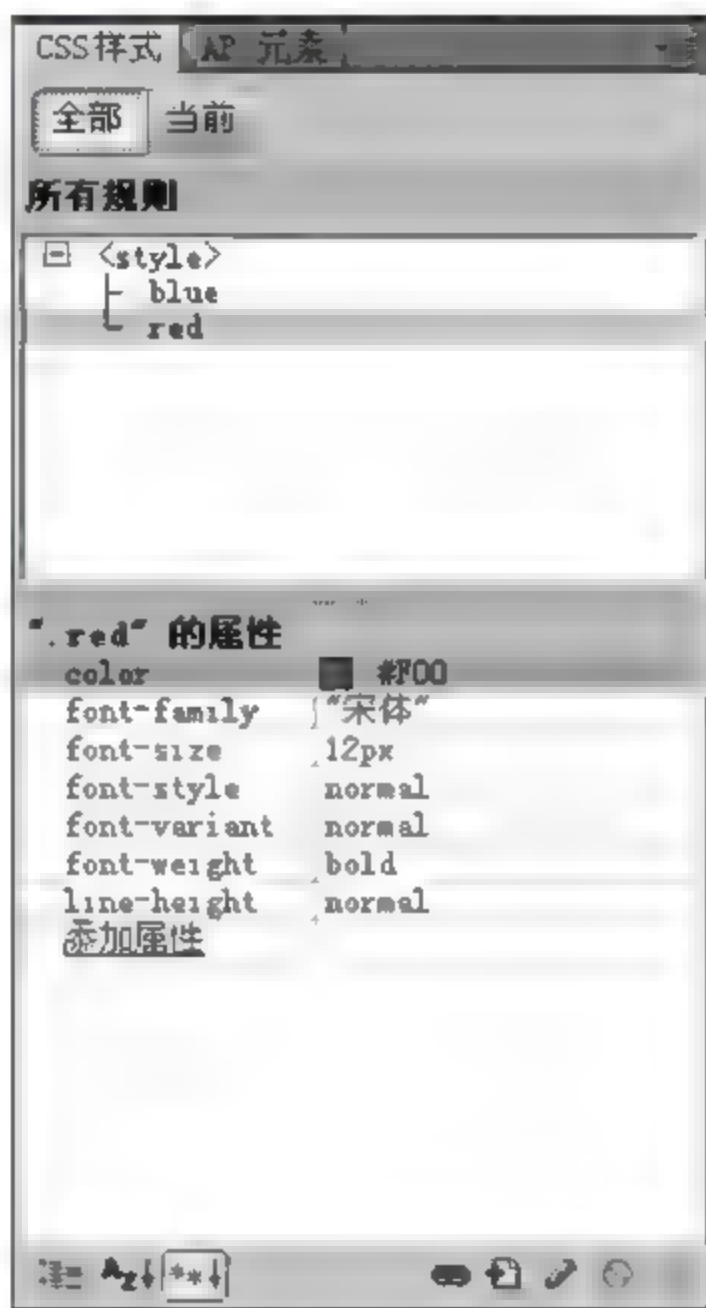 CSS样式 AP 元素
全部 当前
所有规则
<style>
blue
red
".red" 的属性
color #F00
font-family "宋体"
font-size 12px
font-style normal
font-variant normal
font-weight bold
line-height normal
添加属性
Az↓ **↓